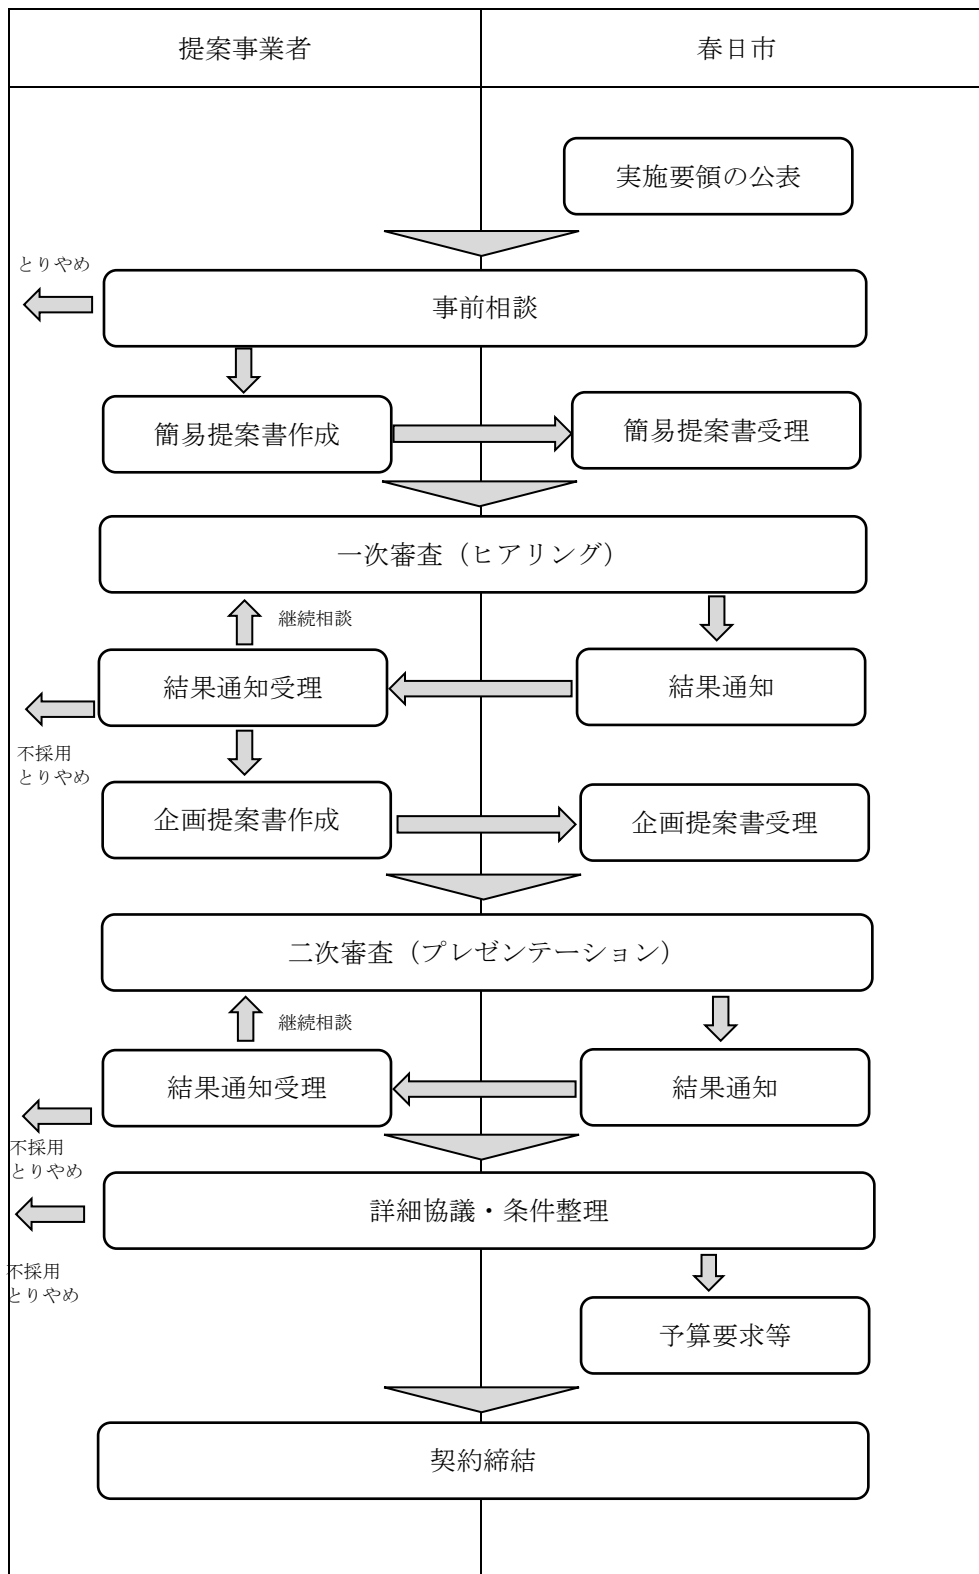 提案事業者
春日市
実施要領の公表
とりやめ
事前相談
簡易提案書作成
簡易提案書受理
一次審査（ヒアリング）
継続相談
結果通知受理
結果通知
不採用
とりやめ
企画提案書作成
企画提案書受理
二次審査（プレゼンテーション）
継続相談
結果通知受理
結果通知
不採用
とりやめ
詳細協議・条件整理
不採用
とりやめ
予算要求等
契約締結